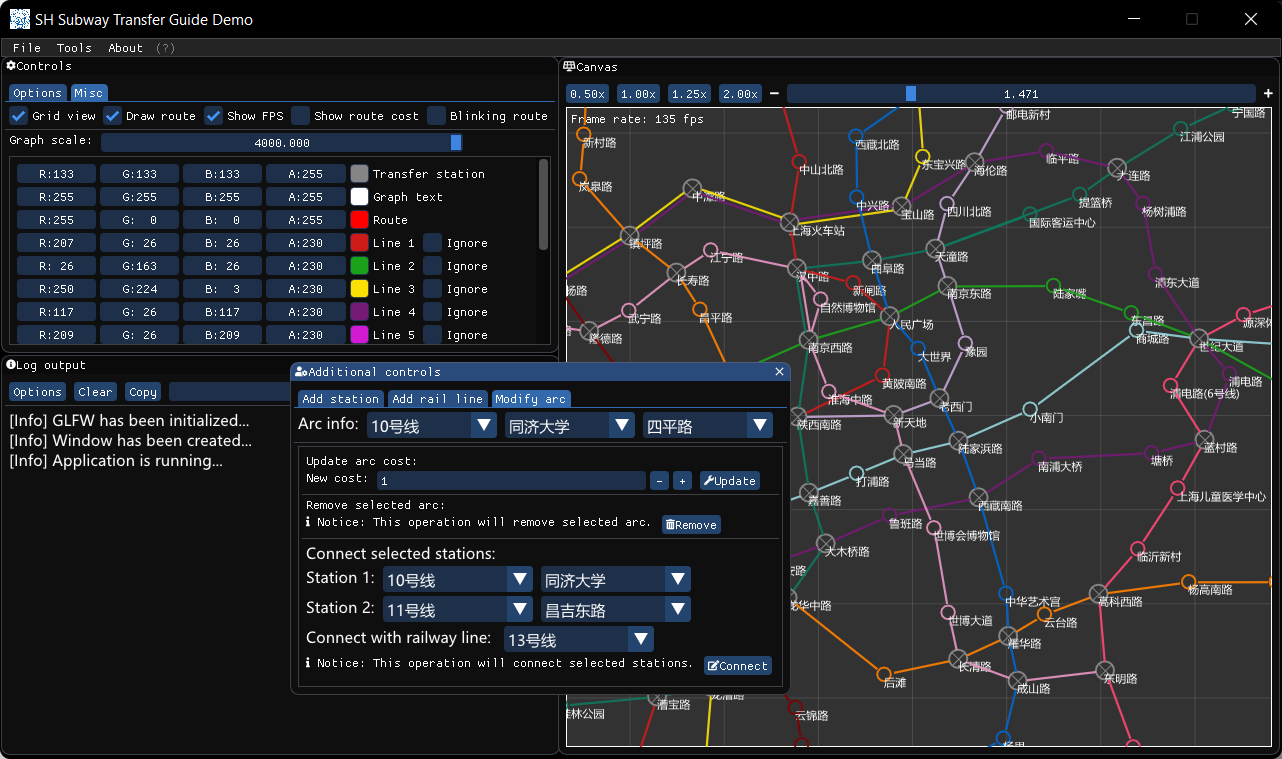 SH Subway Transfer Guide Demo
File Tools About (?)
Controls
Options Misc
Grid view Draw route Show FPS Show route cost Blinking route
Graph scale: 4000.000
R:133 G:133 B:133 A:255 Transfer station
R:255 G:255 B:255 A:255 Graph text
R:255 G: 0 B: 0 A:255 Route
R:207 G: 26 B: 26 A:230 Line 1 Ignore
R: 26 G:163 B: 26 A:230 Line 2 Ignore
R:250 G:224 B: 3 A:230 Line 3 Ignore
R:117 G: 26 B:117 A:230 Line 4 Ignore
R:209 G: 26 B:209 A:230 Line 5 Ignore
Log output
Options Clear Copy
[Info] GLFW has been initialized...
[Info] Window has been created...
[Info] Application is running...
Additional controls
Add station Add rail line Modify arc
Arc info: 10号线 同济大学 四平路
Update arc cost:
New cost: 1 - + Update
Remove selected arc:
Notice: This operation will remove selected arc. Remove
Connect selected stations:
Station 1: 10号线 同济大学
Station 2: 11号线 昌吉东路
Connect with railway line: 13号线
Notice: This operation will connect selected stations. Connect
Canvas
0.50x 1.00x 1.25x 2.00x - 1.471 +
Frame rate: 135 fps
邮电新村
宁国路
新村路
西藏北路
江浦公园
东宝兴路
临平路
中山北路
海伦路
大连路
岚皋路
中潭路
中兴路
宝山路
四川北路
提篮桥
杨树浦路
国际客运中心
上海火车站
镇坪路
江宁路
天潼路
曲阜路
汉中路
长寿路
浦东大道
新闸路
南京东路
陆家嘴
杨路
自然博物馆
武宁路
昌平路
人民广场
东昌路
源深体
隆德路
商城路
世纪大道
南京西路
大世界
豫园
黄陂南路
浦电路
浦电路(6号线)
淮海中路
老西门
陕西南路
新天地
小南门
陆家浜路
蓝村路
马当路
南浦大桥
塘桥
打浦路
嘉善路
上海儿童医学中心
西藏南路
鲁班路
世博会博物馆
大木桥路
临沂新村
安路
杨高南路
龙华中路
中华艺术宫
高科西路
世博大道
云台路
耀华路
长清路
东明路
后滩
成山路
漕宝路
龙漕路
桂林公园
云锦路
杨思